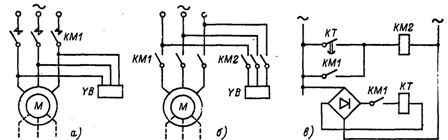 ~ ~ ~ ~
KM1 KM1 KM2 KT KM2
KM1
KM1 KT
YB YB
M M
а) б) в)